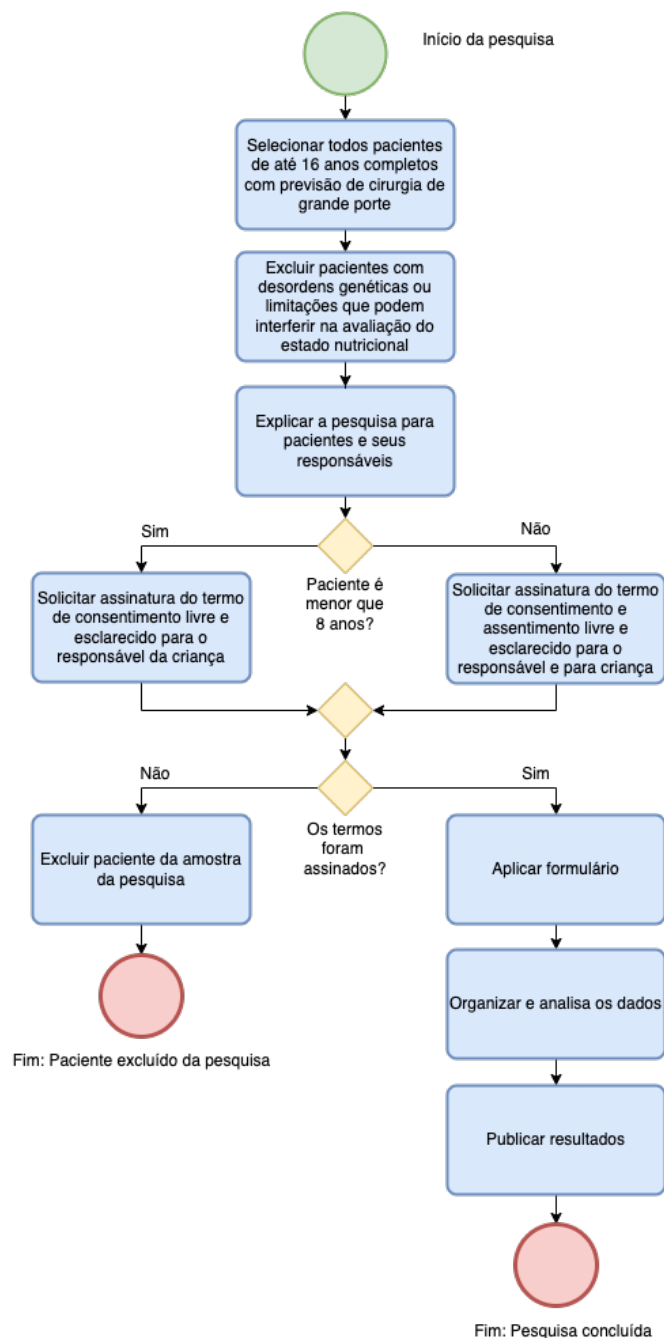 Início da pesquisa
Selecionar todos pacientes
de até 16 anos completos
com previsão de cirurgia de
grande porte
Excluir pacientes com
desordens genéticas ou
limitações que podem
interferir na avaliação do
estado nutricional
Explicar a pesquisa para
pacientes e seus
responsáveis
Sim
Não
Paciente é
menor que
8 anos?
Solicitar assinatura do termo
de consentimento livre e
esclarecido para o
responsável da criança
Solicitar assinatura do termo
de consentimento e
assentimento livre e
esclarecido para o
responsável e para criança
Não
Sim
Os termos
foram
assinados?
Excluir paciente da amostra
da pesquisa
Aplicar formulário
Organizar e analisa os dados
Fim: Paciente excluído da pesquisa
Publicar resultados
Fim: Pesquisa concluída